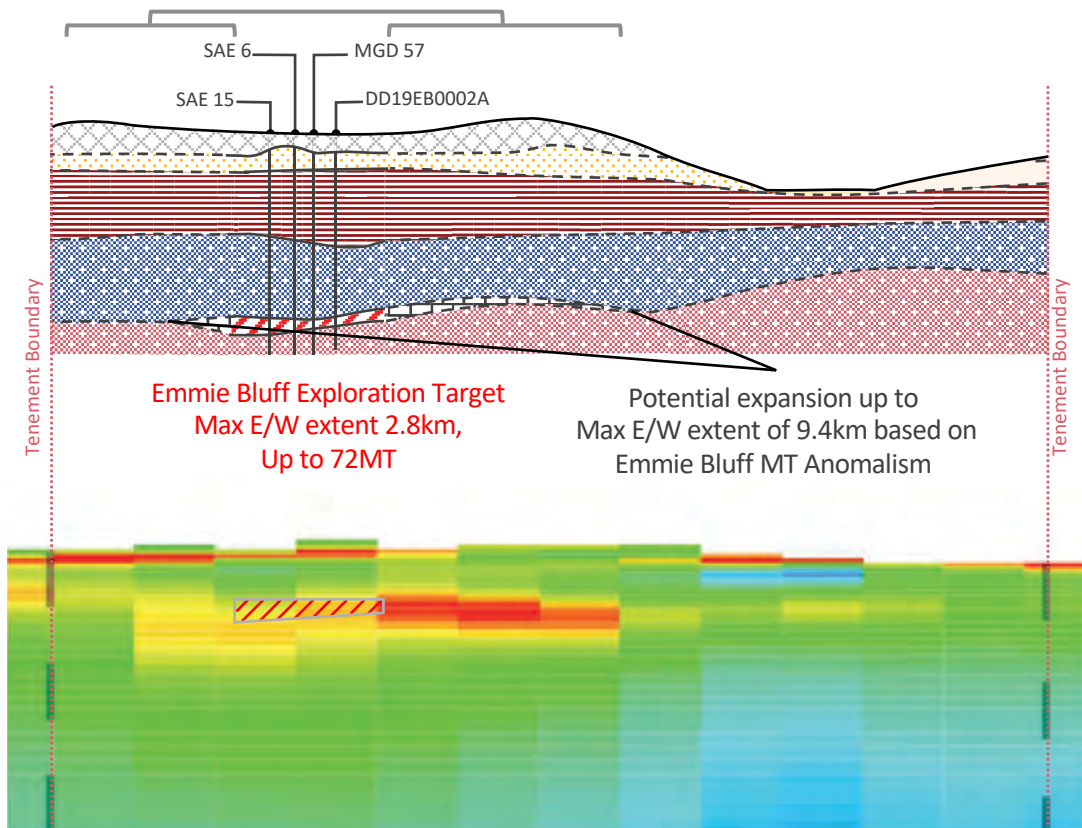 SAE 6
MGD 57
SAE 15
DD19EB0002A
Tenement Boundary
Tenement Boundary
Emmie Bluff Exploration Target
Max E/W extent 2.8km,
Up to 72MT
Potential expansion up to
Max E/W extent of 9.4km based on
Emmie Bluff MT Anomalism